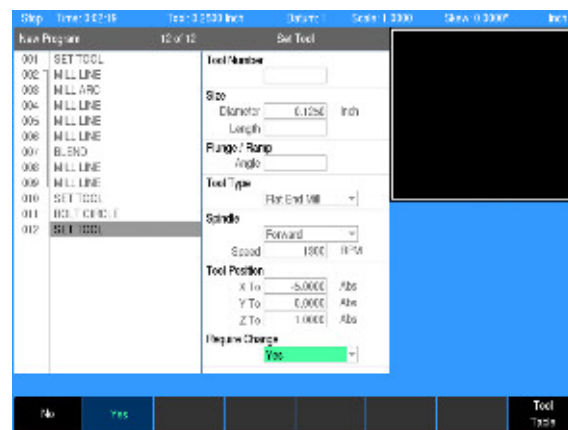 Stop Time: 3:02:19 Tool: 0.2500 Inch Datum: 1 Scale: 1.0000 Skew: 0.0000° Inch
New Program 12 of 12 Set Tool
001 SET TOOL
002 MILL LINE
003 MILL ARC
004 MILL LINE
005 MILL LINE
006 MILL LINE
007 BLEND
008 MILL LINE
009 MILL LINE
010 SET TOOL
011 BOLT CIRCLE
012 SET TOOL
Tool Number
Size
Diameter 0.1250 Inch
Length
Plunge / Ramp
Angle
Tool Type
Flat End Mill
Spindle
Forward
Speed 1300 RPM
Tool Position
X To -5.0000 Abs
Y To 0.0000 Abs
Z To 1.0000 Abs
Require Change
Yes
No Yes Tool
Table